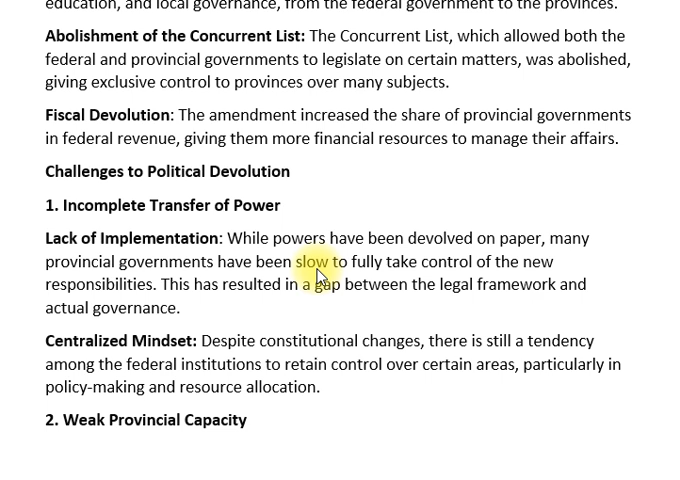 education, and local governance, from the federal government to the provinces.
Abolishment of the Concurrent List: The Concurrent List, which allowed both the
federal and provincial governments to legislate on certain matters, was abolished,
giving exclusive control to provinces over many subjects.
Fiscal Devolution: The amendment increased the share of provincial governments
in federal revenue, giving them more financial resources to manage their affairs.
Challenges to Political Devolution
1. Incomplete Transfer of Power
Lack of Implementation: While powers have been devolved on paper, many
provincial governments have been slow to fully take control of the new
responsibilities. This has resulted in a gap between the legal framework and
actual governance.
Centralized Mindset: Despite constitutional changes, there is still a tendency
among the federal institutions to retain control over certain areas, particularly in
policy-making and resource allocation.
2. Weak Provincial Capacity